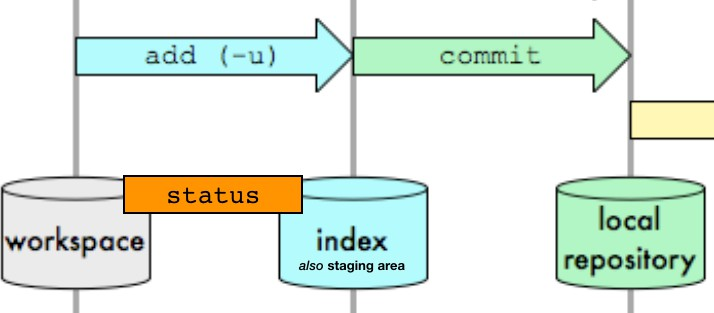 add (-u)
commit
status
workspace
index
also staging area
local
repository